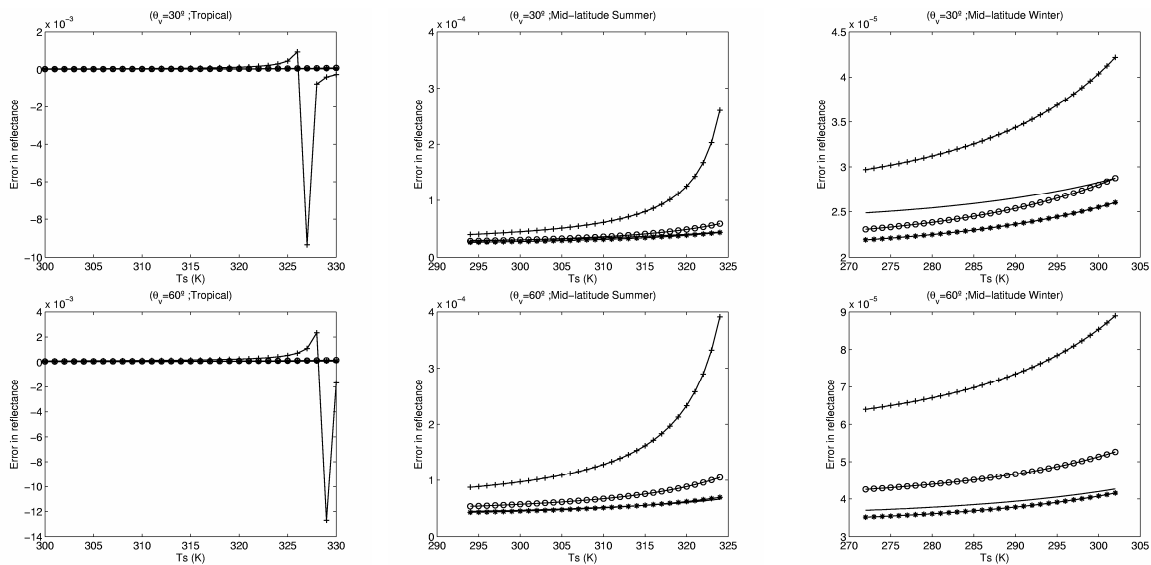 (θv=30º ;Tropical)
x 10−3
2
0
−2
−4
−6
−8
−10
300 305 310 315 320 325 330
Ts (K)
Error in reflectance
(θv=30º ;Mid−latitude Summer)
x 10−4
4
3
2
1
0
290 295 300 305 310 315 320 325
Ts (K)
Error in reflectance
(θv=30º ;Mid−latitude Winter)
x 10−5
4.5
4
3.5
3
2.5
2
270 275 280 285 290 295 300 305
Ts (K)
Error in reflectance
(θv=60º ;Tropical)
x 10−3
4
2
0
−2
−4
−6
−8
−10
−12
−14
300 305 310 315 320 325 330
Ts (K)
Error in reflectance
(θv=60º ;Mid−latitude Summer)
x 10−4
4
3
2
1
0
290 295 300 305 310 315 320 325
Ts (K)
Error in reflectance
(θv=60º ;Mid−latitude Winter)
x 10−5
9
8
7
6
5
4
3
270 275 280 285 290 295 300 305
Ts (K)
Error in reflectance